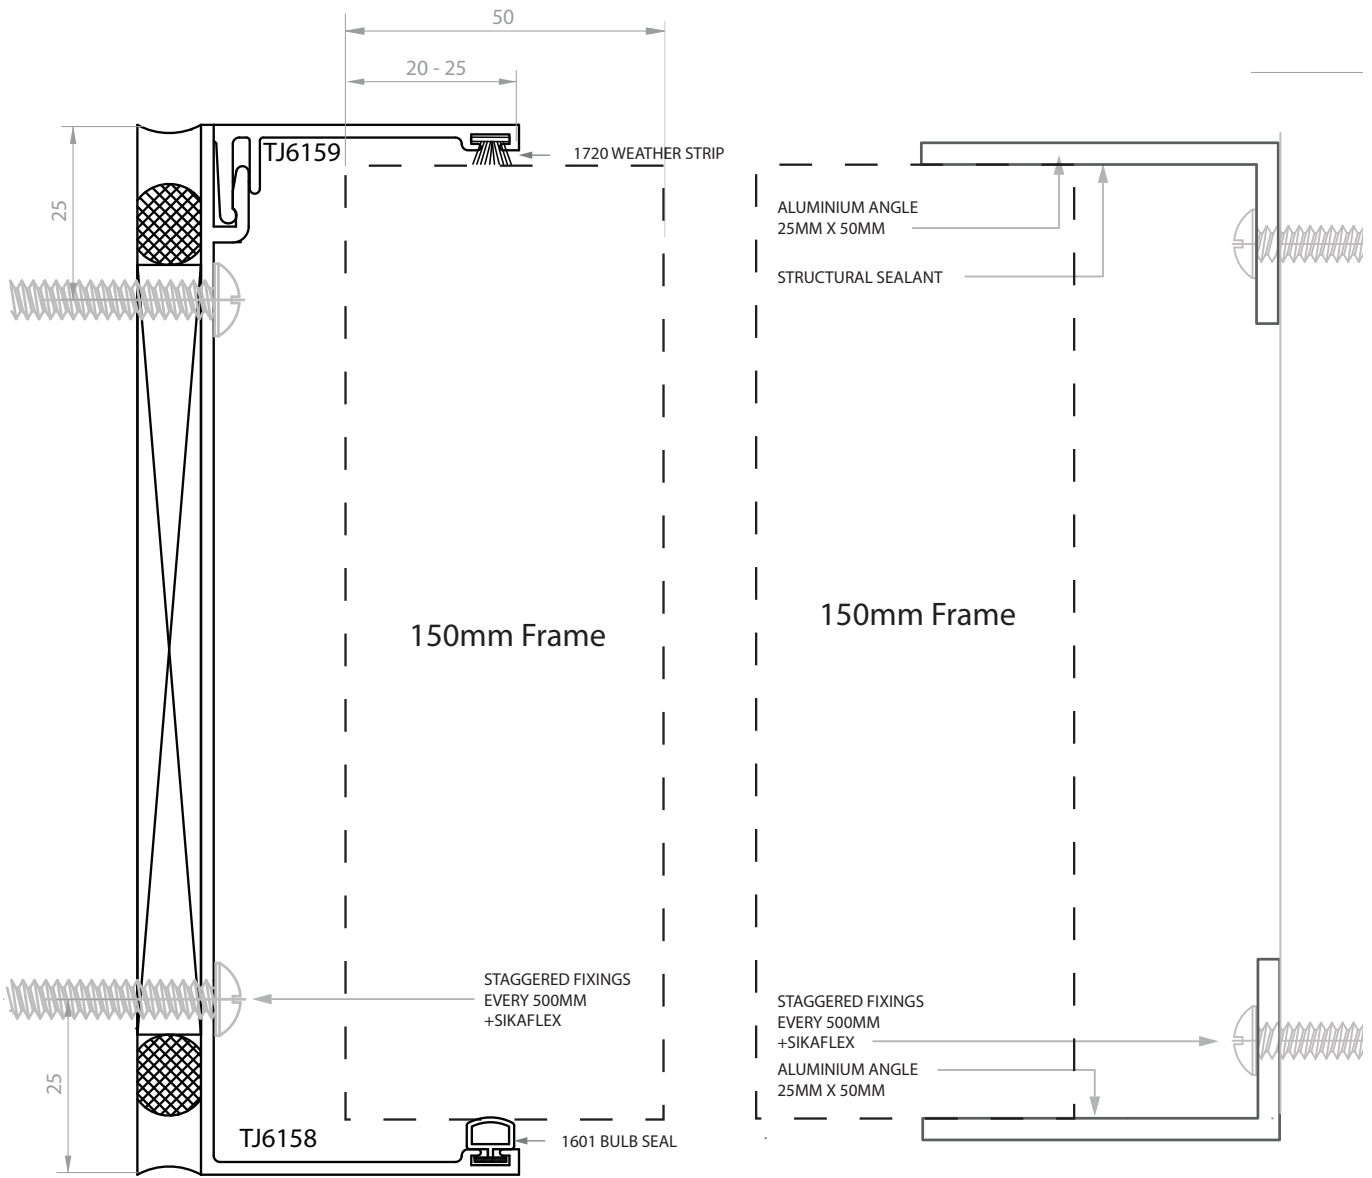 50
20 - 25
TJ6159
1720 WEATHER STRIP
25
ALUMINIUM ANGLE
25MM X 50MM
STRUCTURAL SEALANT
150mm Frame
150mm Frame
STAGGERED FIXINGS
EVERY 500MM
+SIKAFLEX
STAGGERED FIXINGS
EVERY 500MM
+SIKAFLEX
ALUMINIUM ANGLE
25MM X 50MM
25
TJ6158
1601 BULB SEAL